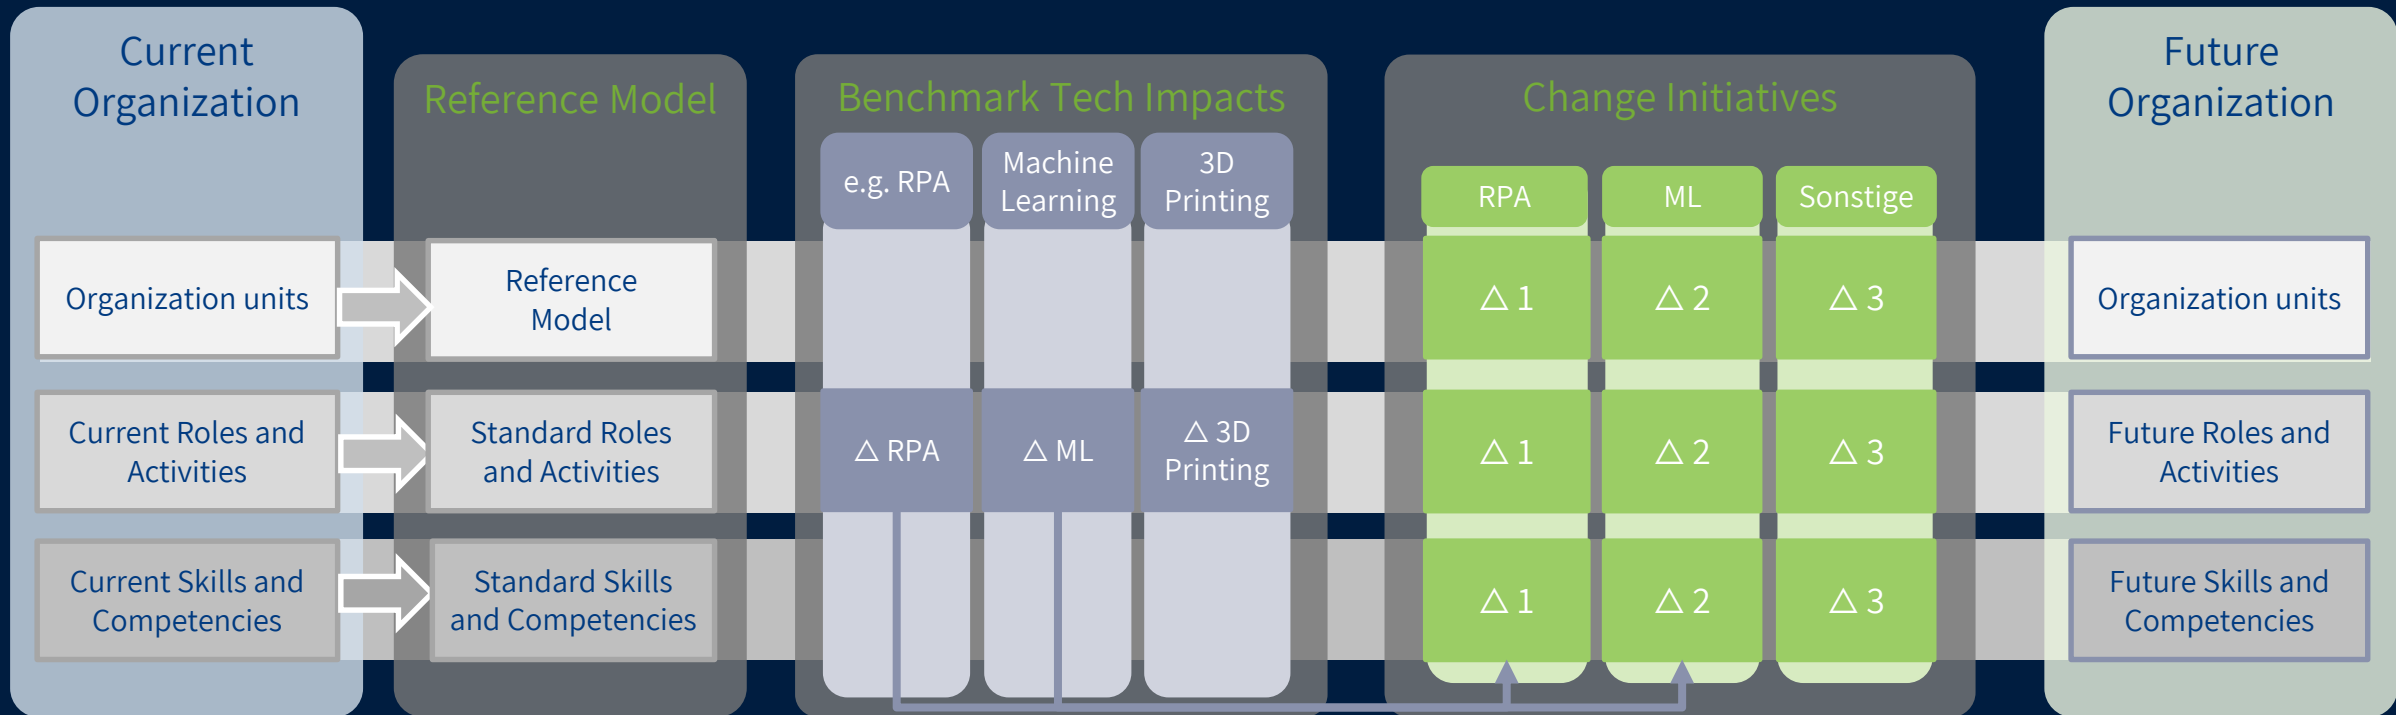 Current
Organization
Reference Model
Benchmark Tech Impacts
Change Initiatives
Future
Organization
e.g. RPA
Machine
Learning
3D
Printing
RPA
ML
Sonstige
Organization units
Reference
Model
△ 1
△ 2
△ 3
Organization units
Current Roles and
Activities
Standard Roles
and Activities
△ RPA
△ ML
△ 3D
Printing
△ 1
△ 2
△ 3
Future Roles and
Activities
Current Skills and
Competencies
Standard Skills
and Competencies
△ 1
△ 2
△ 3
Future Skills and
Competencies